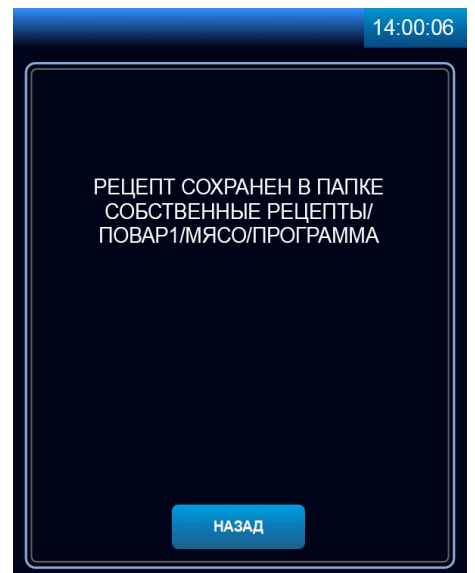 14:00:06
РЕЦЕПТ СОХРАНЕН В ПАПКЕ
СОБСТВЕННЫЕ РЕЦЕПТЫ/
ПОВАР1/МЯСО/ПРОГРАММА
НАЗАД